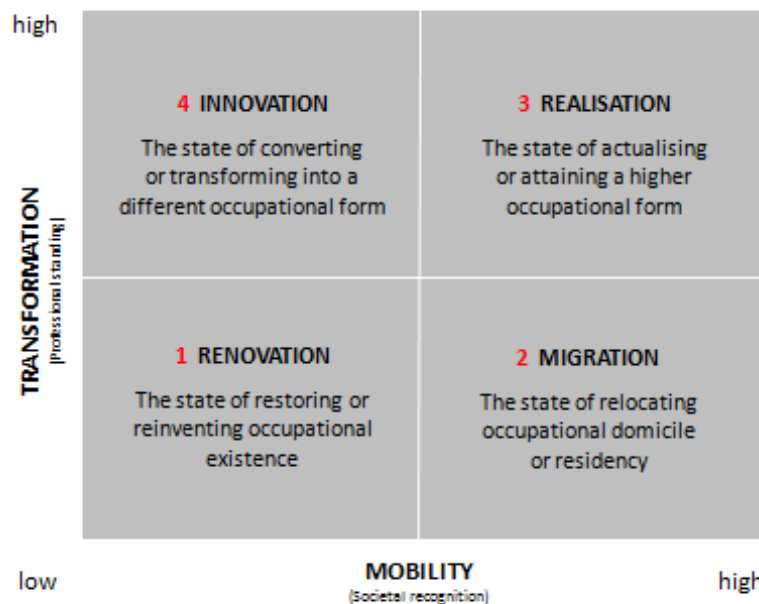 high
4 INNOVATION
The state of converting
or transforming into a
different occupational form
3 REALISATION
The state of actualising
or attaining a higher
occupational form
TRANSFORMATION
(Professional standing)
1 RENOVATION
The state of restoring or
reinventing occupational
existence
2 MIGRATION
The state of relocating
occupational domicile
or residency
low
MOBILITY
(Societal recognition)
high